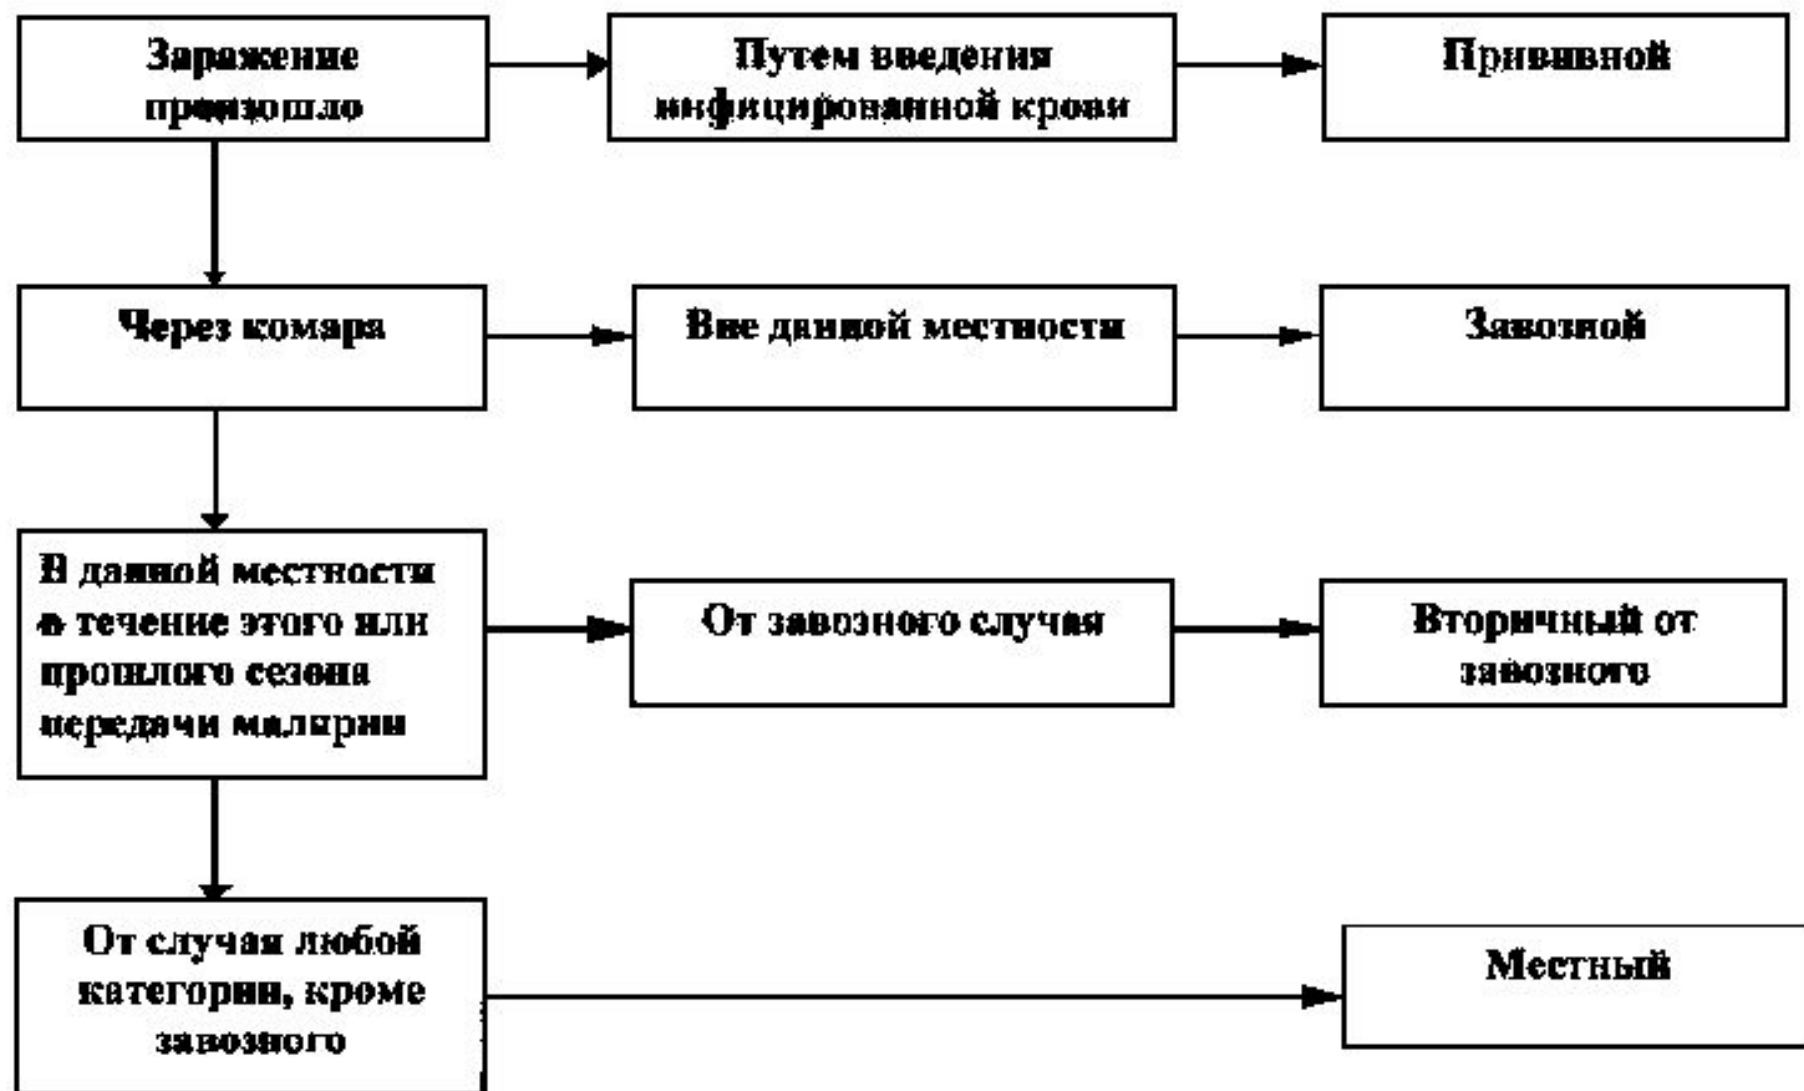 Заражение
произошло
Путем введения
инфицированной крови
Прививной
Через комара
Вне данной местности
Завозной
В данной местности
в течение этого или
прошлого сезона
передачи малырии
От завозного случая
Вторичный от
завозного
От случая любой
категории, кроме
завозного
Местный